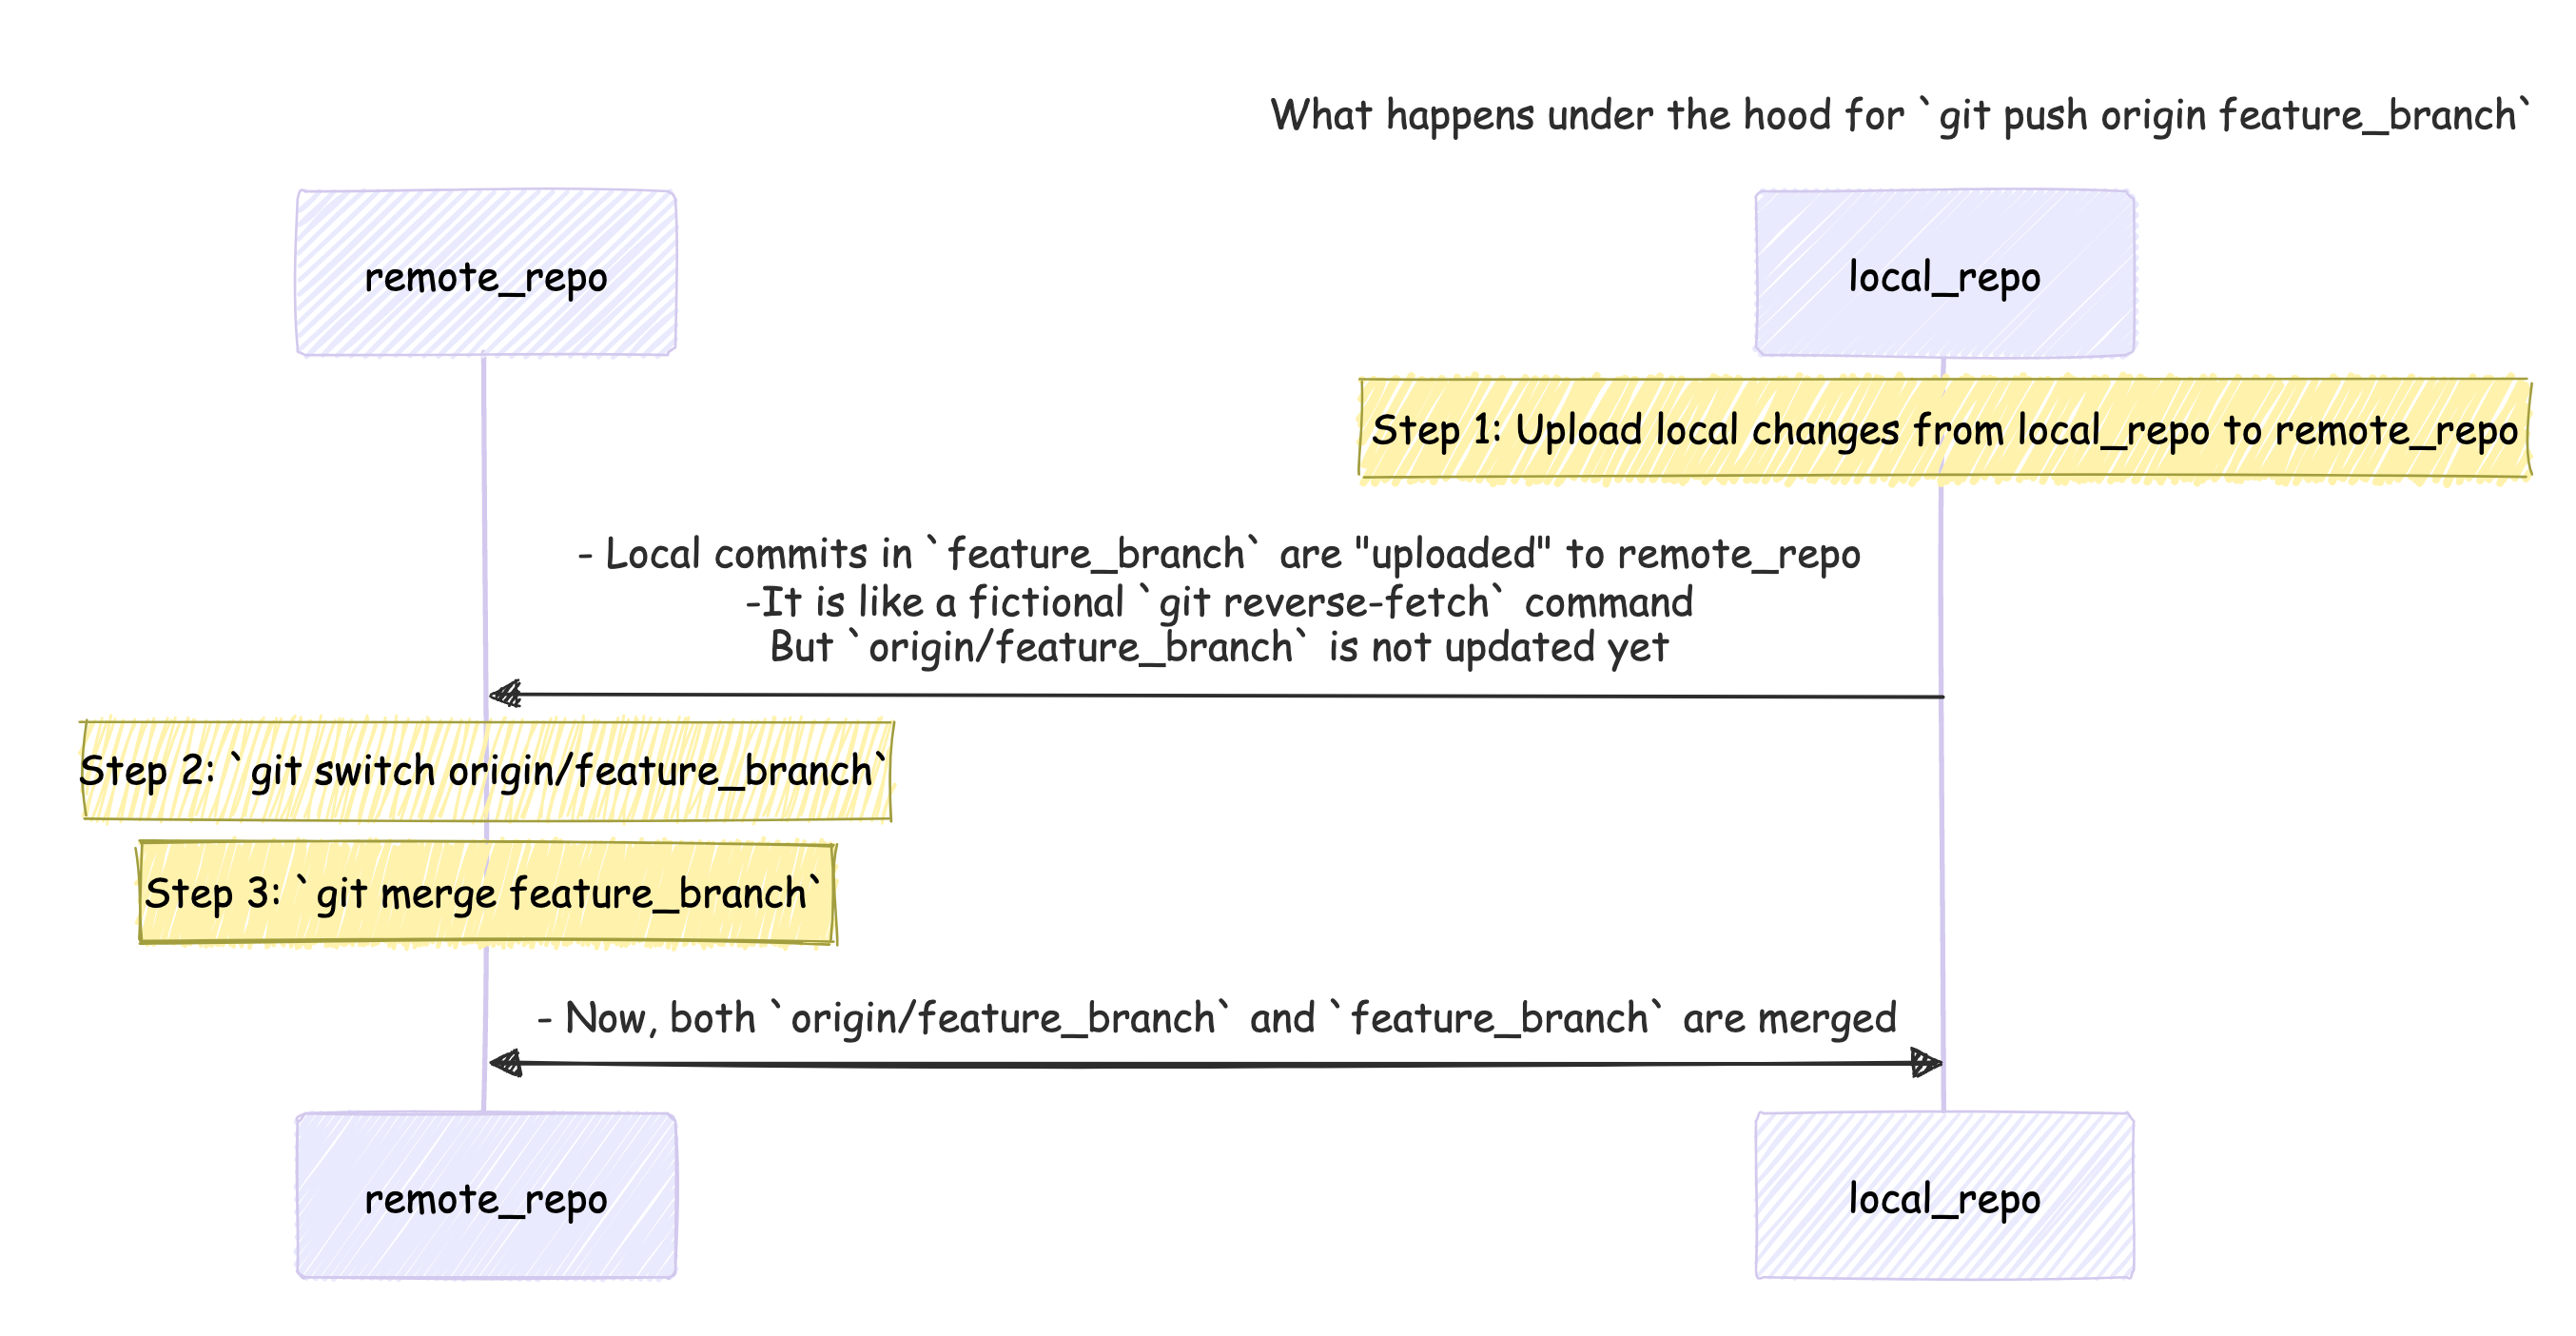 What happens under the hood for `git push origin feature_branch`
remote_repo
local_repo
Step 1: Upload local changes from local_repo to remote_repo
- Local commits in `feature_branch` are "uploaded" to remote_repo
-It is like a fictional `git reverse-fetch` command
But `origin/feature_branch` is not updated yet
Step 2: `git switch origin/feature_branch`
Step 3: `git merge feature_branch`
- Now, both `origin/feature_branch` and `feature_branch` are merged
remote_repo
local_repo